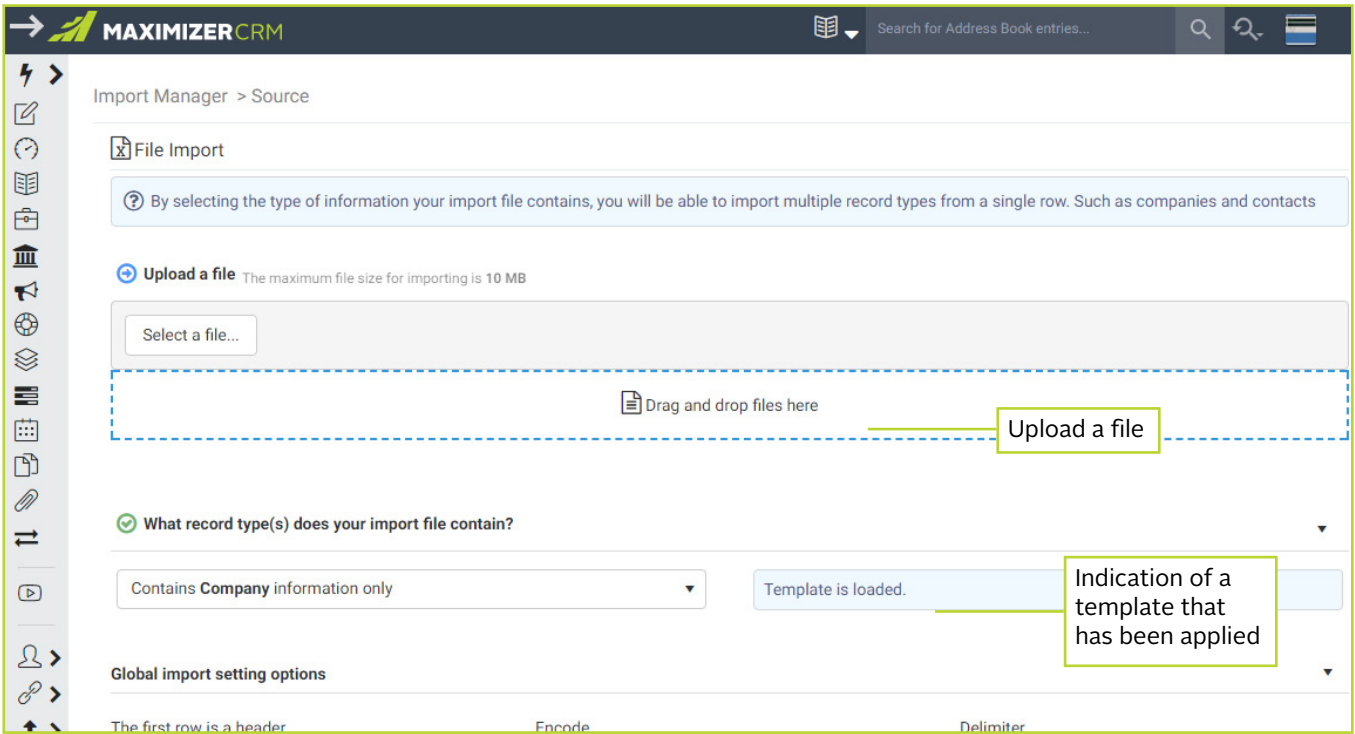 MAXIMIZERCRM
Search for Address Book entries...
Import Manager > Source
File Import
By selecting the type of information your import file contains, you will be able to import multiple record types from a single row. Such as companies and contacts
Upload a file The maximum file size for importing is 10 MB
Select a file...
Drag and drop files here
Upload a file
What record type(s) does your import file contain?
Contains Company information only
Template is loaded.
Indication of a
template that
has been applied
Global import setting options
The first row is a header
Encode
Delimiter